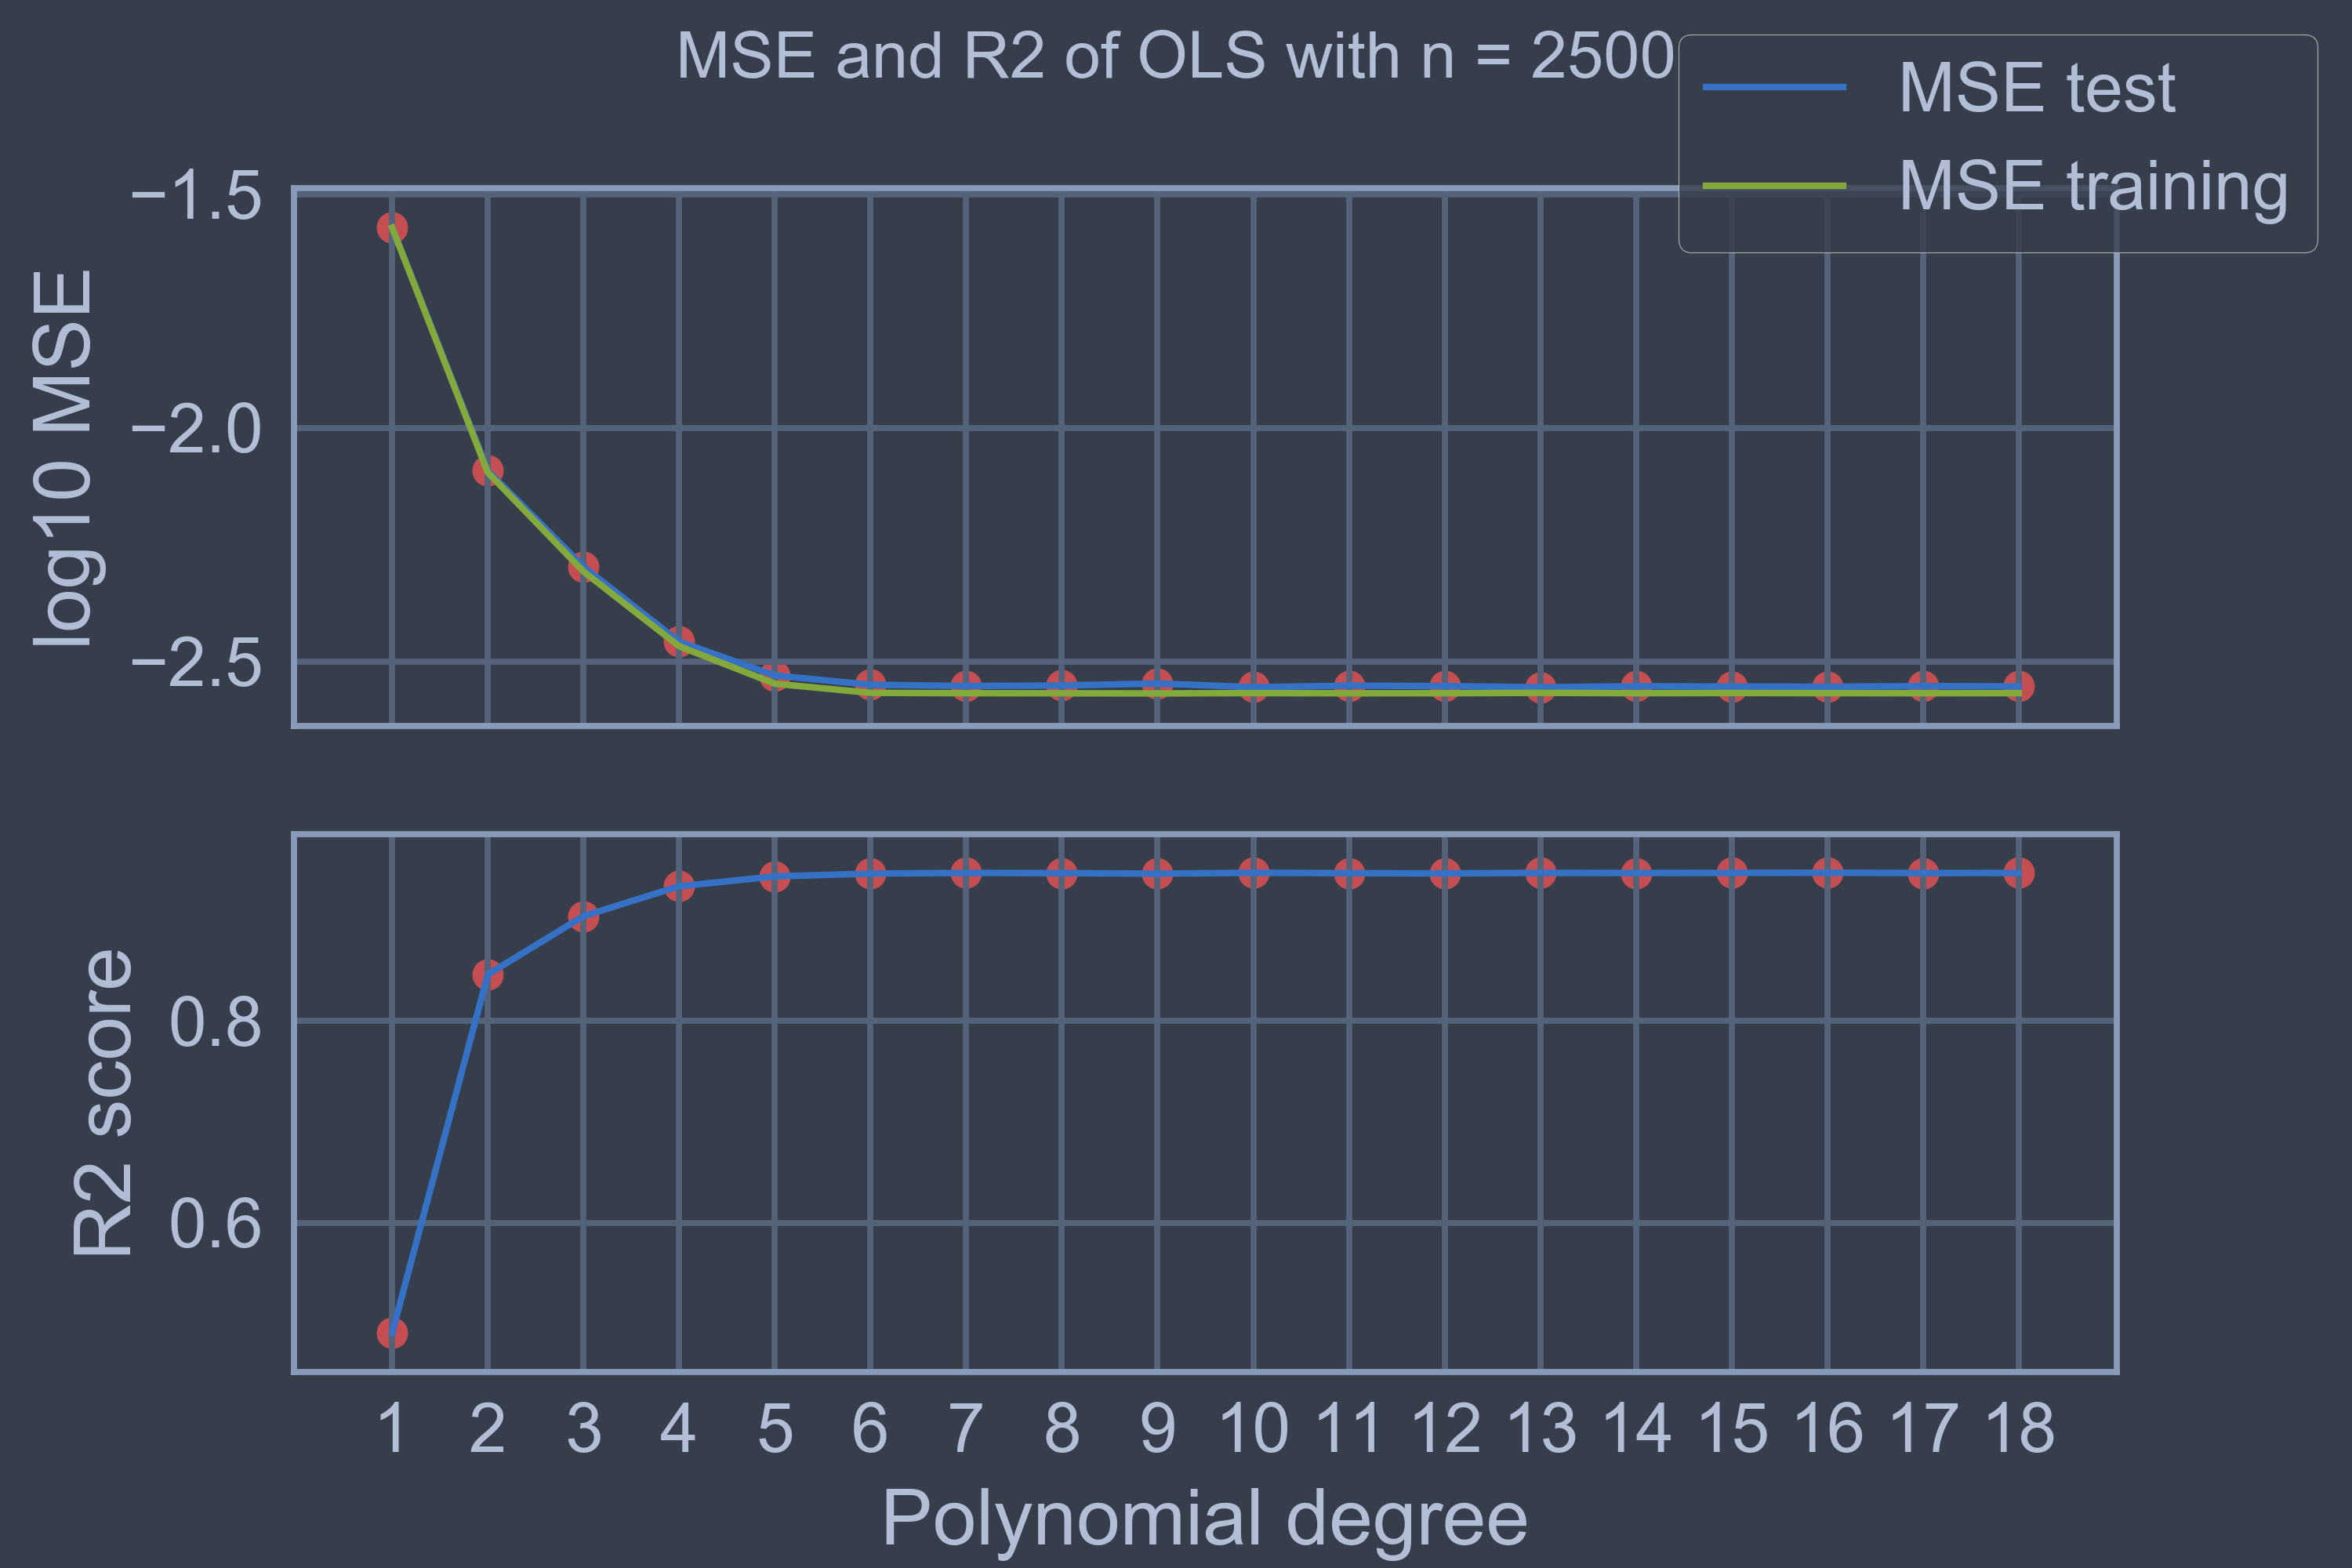 MSE and R2 of OLS with n = 2500
MSE test
MSE training
log10 MSE
−1.5
−2.0
−2.5
R2 score
0.8
0.6
1 2 3 4 5 6 7 8 9 10 11 12 13 14 15 16 17 18
Polynomial degree